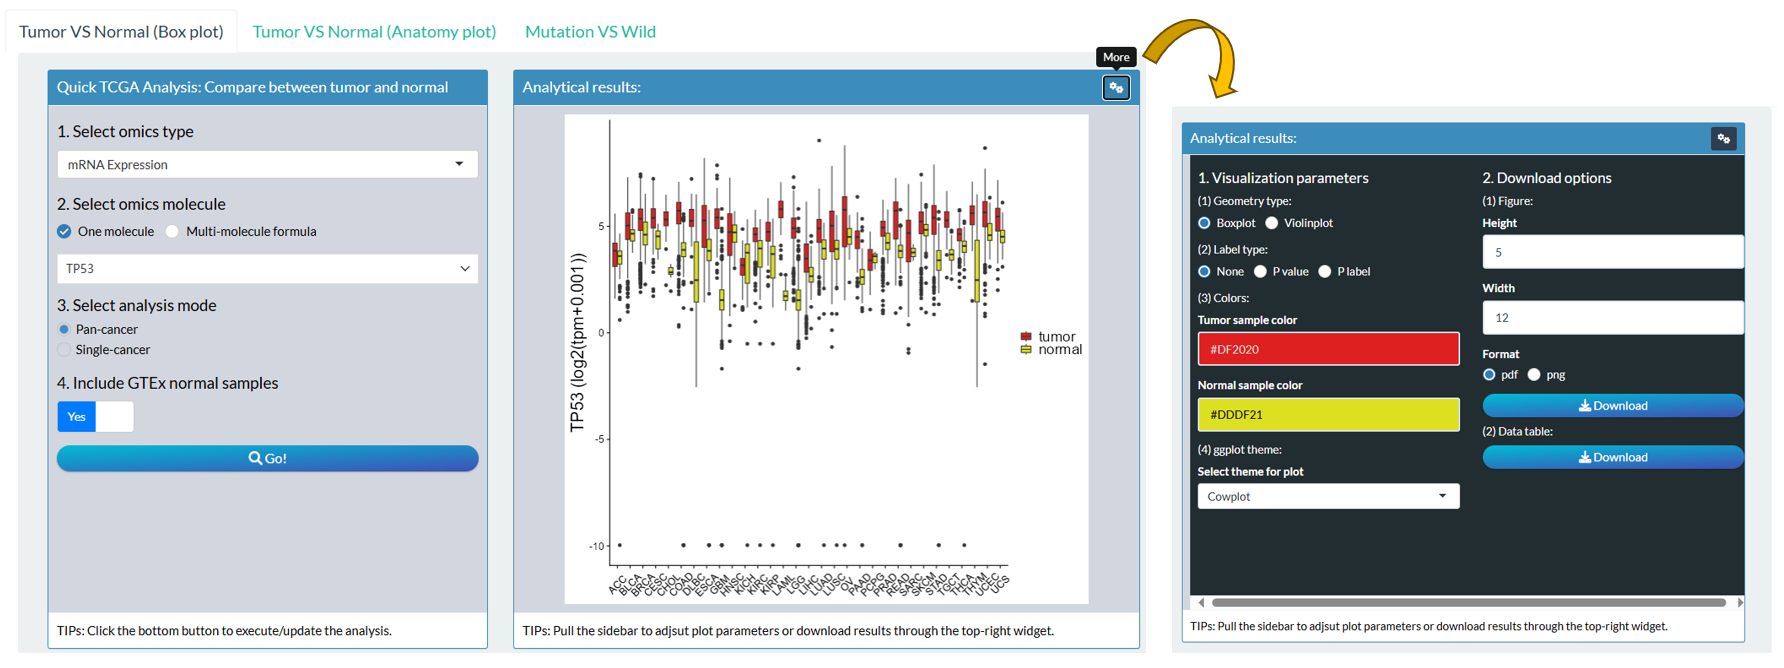 Tumor VS Normal (Box plot)
Tumor VS Normal (Anatomy plot)
Mutation VS Wild
More
Quick TCGA Analysis: Compare between tumor and normal
1. Select omics type
mRNA Expression
2. Select omics molecule
One molecule
Multi-molecule formula
TP53
3. Select analysis mode
Pan-cancer
Single-cancer
4. Include GTEx normal samples
Yes
Go!
TIPs: Click the bottom button to execute/update the analysis.
Analytical results:
TP53 (log2(tpm+0.001))
5
0
-5
-10
ACC
BLCA
BRCA
CESC
CHOL
COAD
DLBC
ESCA
GBM
HNSC
KICH
KIRC
KIRP
LAML
LGG
LIHC
LUAD
LUSC
OV
PAAD
PCPG
PRAD
READ
SARC
SKCM
STAD
TGCT
THCA
THYM
UCEC
UCS
tumor
normal
TIPs: Pull the sidebar to adjsut plot parameters or download results through the top-right widget.
Analytical results:
1. Visualization parameters
(1) Geometry type:
Boxplot
Violinplot
(2) Label type:
None
P value
P label
(3) Colors:
Tumor sample color
#DF2020
Normal sample color
#DDDF21
(4) ggplot theme:
Select theme for plot
Cowplot
2. Download options
(1) Figure:
Height
5
Width
12
Format
pdf
png
Download
(2) Data table:
Download
TIPs: Pull the sidebar to adjsut plot parameters or download results through the top-right widget.